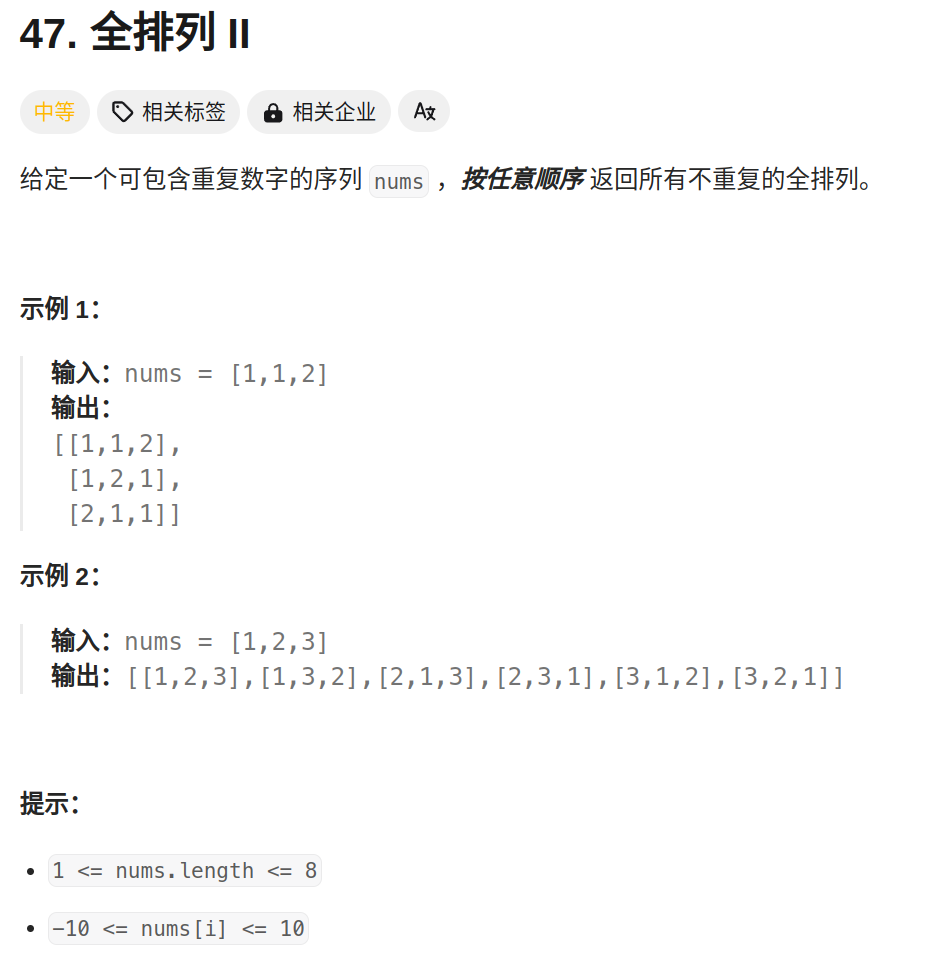 47. 全排列 II
中等 相关标签 相关企业
给定一个可包含重复数字的序列 nums ，按任意顺序 返回所有不重复的全排列。
示例 1：
输入：nums = [1,1,2]
输出：
[[1,1,2],
[1,2,1],
[2,1,1]]
示例 2：
输入：nums = [1,2,3]
输出：[[1,2,3],[1,3,2],[2,1,3],[2,3,1],[3,1,2],[3,2,1]]
提示：
• 1 <= nums.length <= 8
• -10 <= nums[i] <= 10